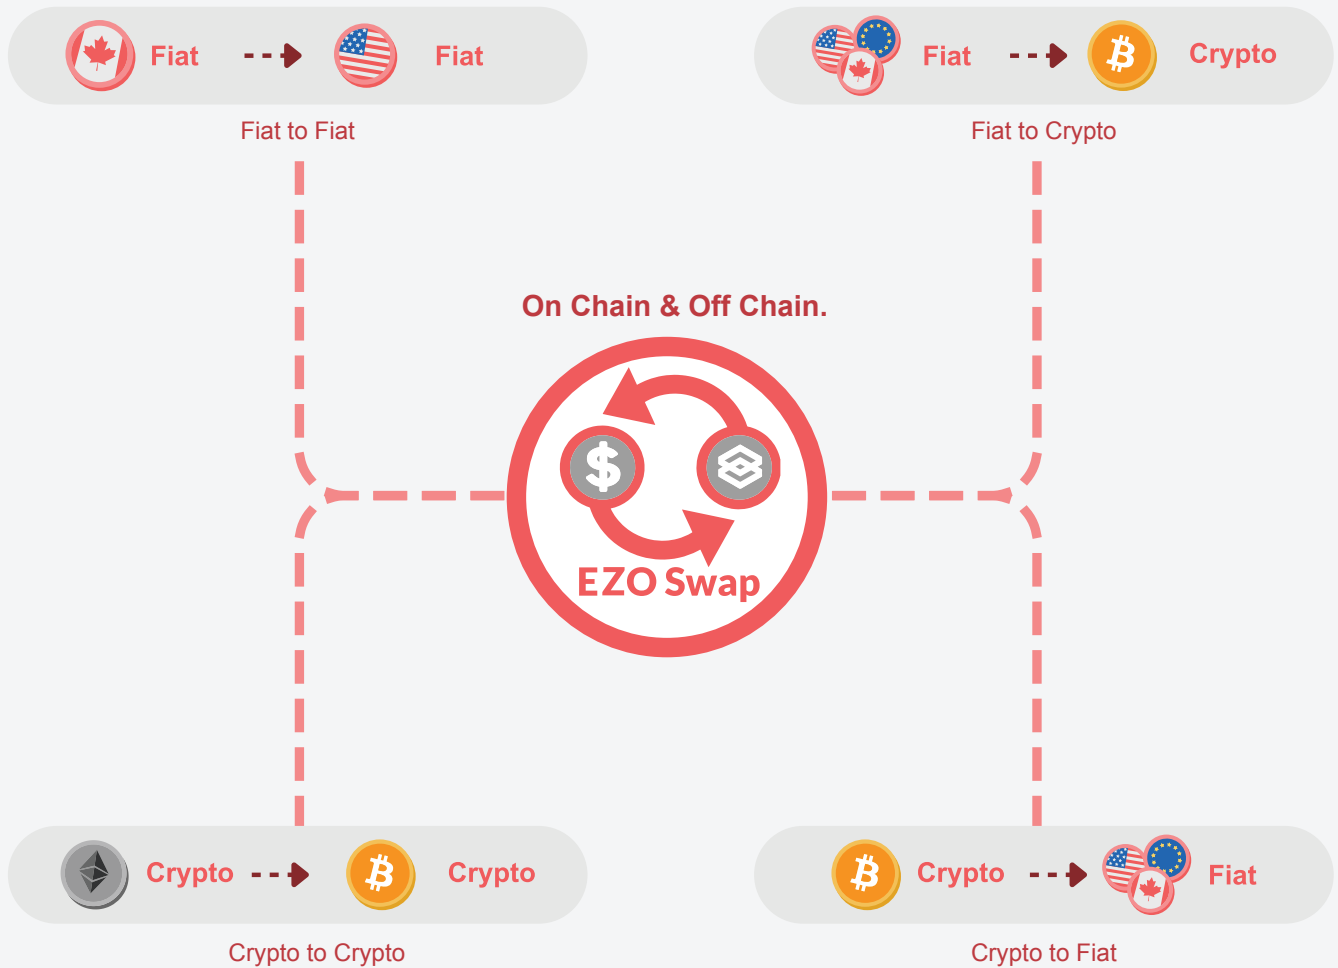 Fiat Fiat
Fiat Crypto
Fiat to Fiat
Fiat to Crypto
On Chain & Off Chain.
EZO Swap
Crypto Crypto
Crypto Fiat
Crypto to Crypto
Crypto to Fiat